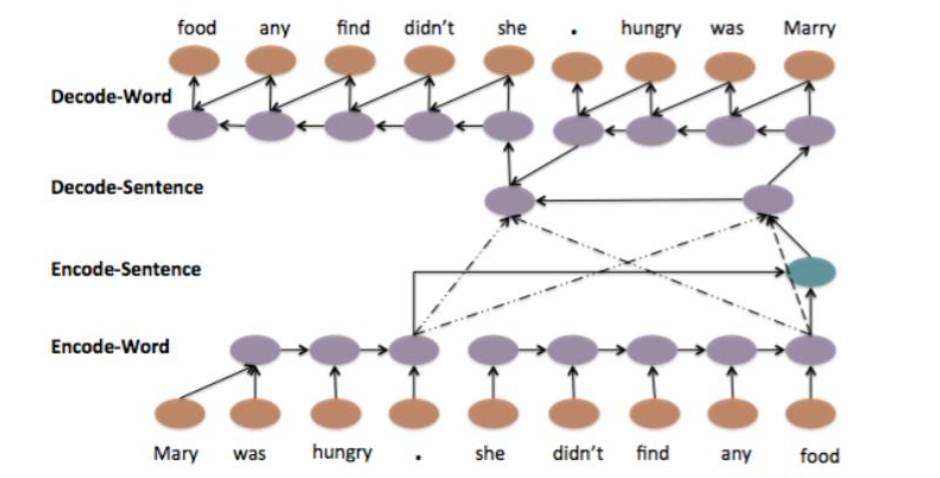 food any find didn't she . hungry was Marry
Decode-Word
Decode-Sentence
Encode-Sentence
Encode-Word
Mary was hungry . she didn't find any food